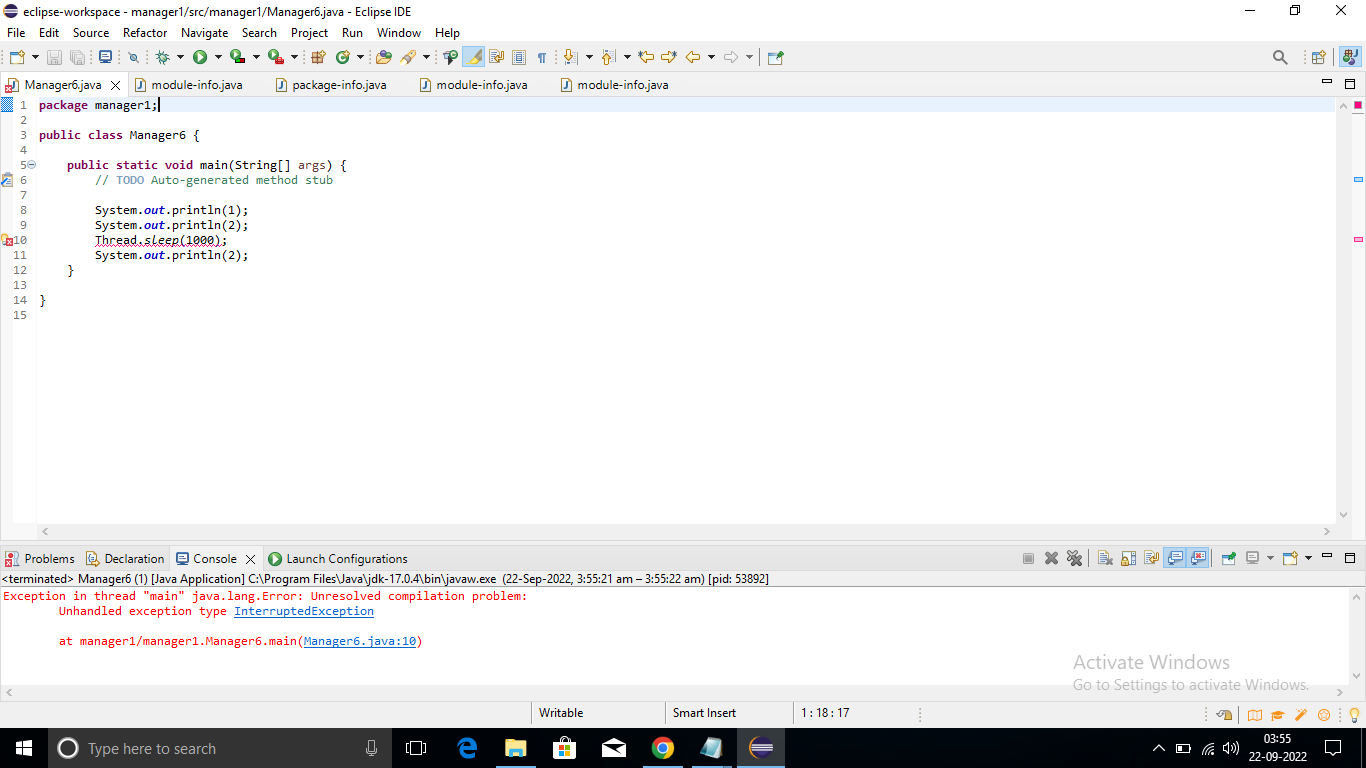 eclipse-workspace - manager1/src/manager1/Manager6.java - Eclipse IDE
File Edit Source Refactor Navigate Search Project Run Window Help
Manager6.java module-info.java package-info.java module-info.java module-info.java
1 package manager1;
2
3 public class Manager6 {
4
5 public static void main(String[] args) {
6 // TODO Auto-generated method stub
7
8 System.out.println(1);
9 System.out.println(2);
10 Thread.sleep(1000);
11 System.out.println(2);
12 }
13
14 }
15
Problems Declaration Console Launch Configurations
<terminated> Manager6 (1) [Java Application] C:\Program Files\Java\jdk-17.0.4\bin\javaw.exe (22-Sep-2022, 3:55:21 am – 3:55:22 am) [pid: 53892]
Exception in thread "main" java.lang.Error: Unresolved compilation problem:
Unhandled exception type InterruptedException
at manager1/manager1.Manager6.main(Manager6.java:10)
Activate Windows
Go to Settings to activate Windows.
Writable Smart Insert 1 : 18 : 17
Type here to search
03:55
22-09-2022